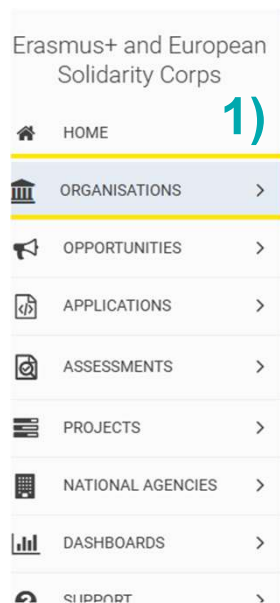 Erasmus+ and European
Solidarity Corps
1)
HOME
ORGANISATIONS
OPPORTUNITIES
APPLICATIONS
ASSESSMENTS
PROJECTS
NATIONAL AGENCIES
DASHBOARDS
SUPPORT